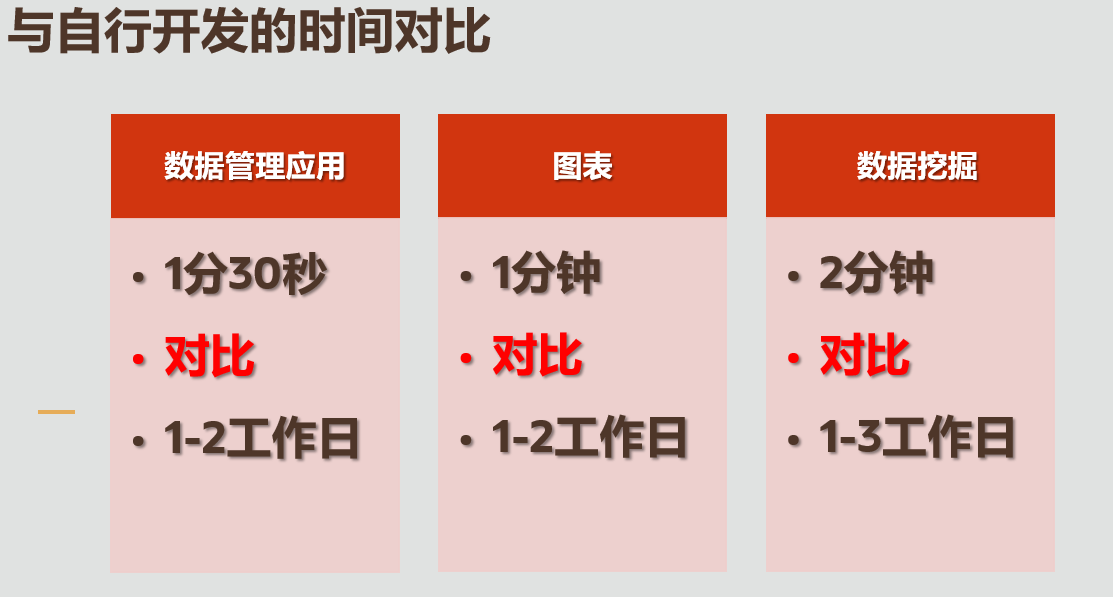 与自行开发的时间对比
数据管理应用
• 1分30秒
• 对比
• 1-2工作日
图表
• 1分钟
• 对比
• 1-2工作日
数据挖掘
• 2分钟
• 对比
• 1-3工作日